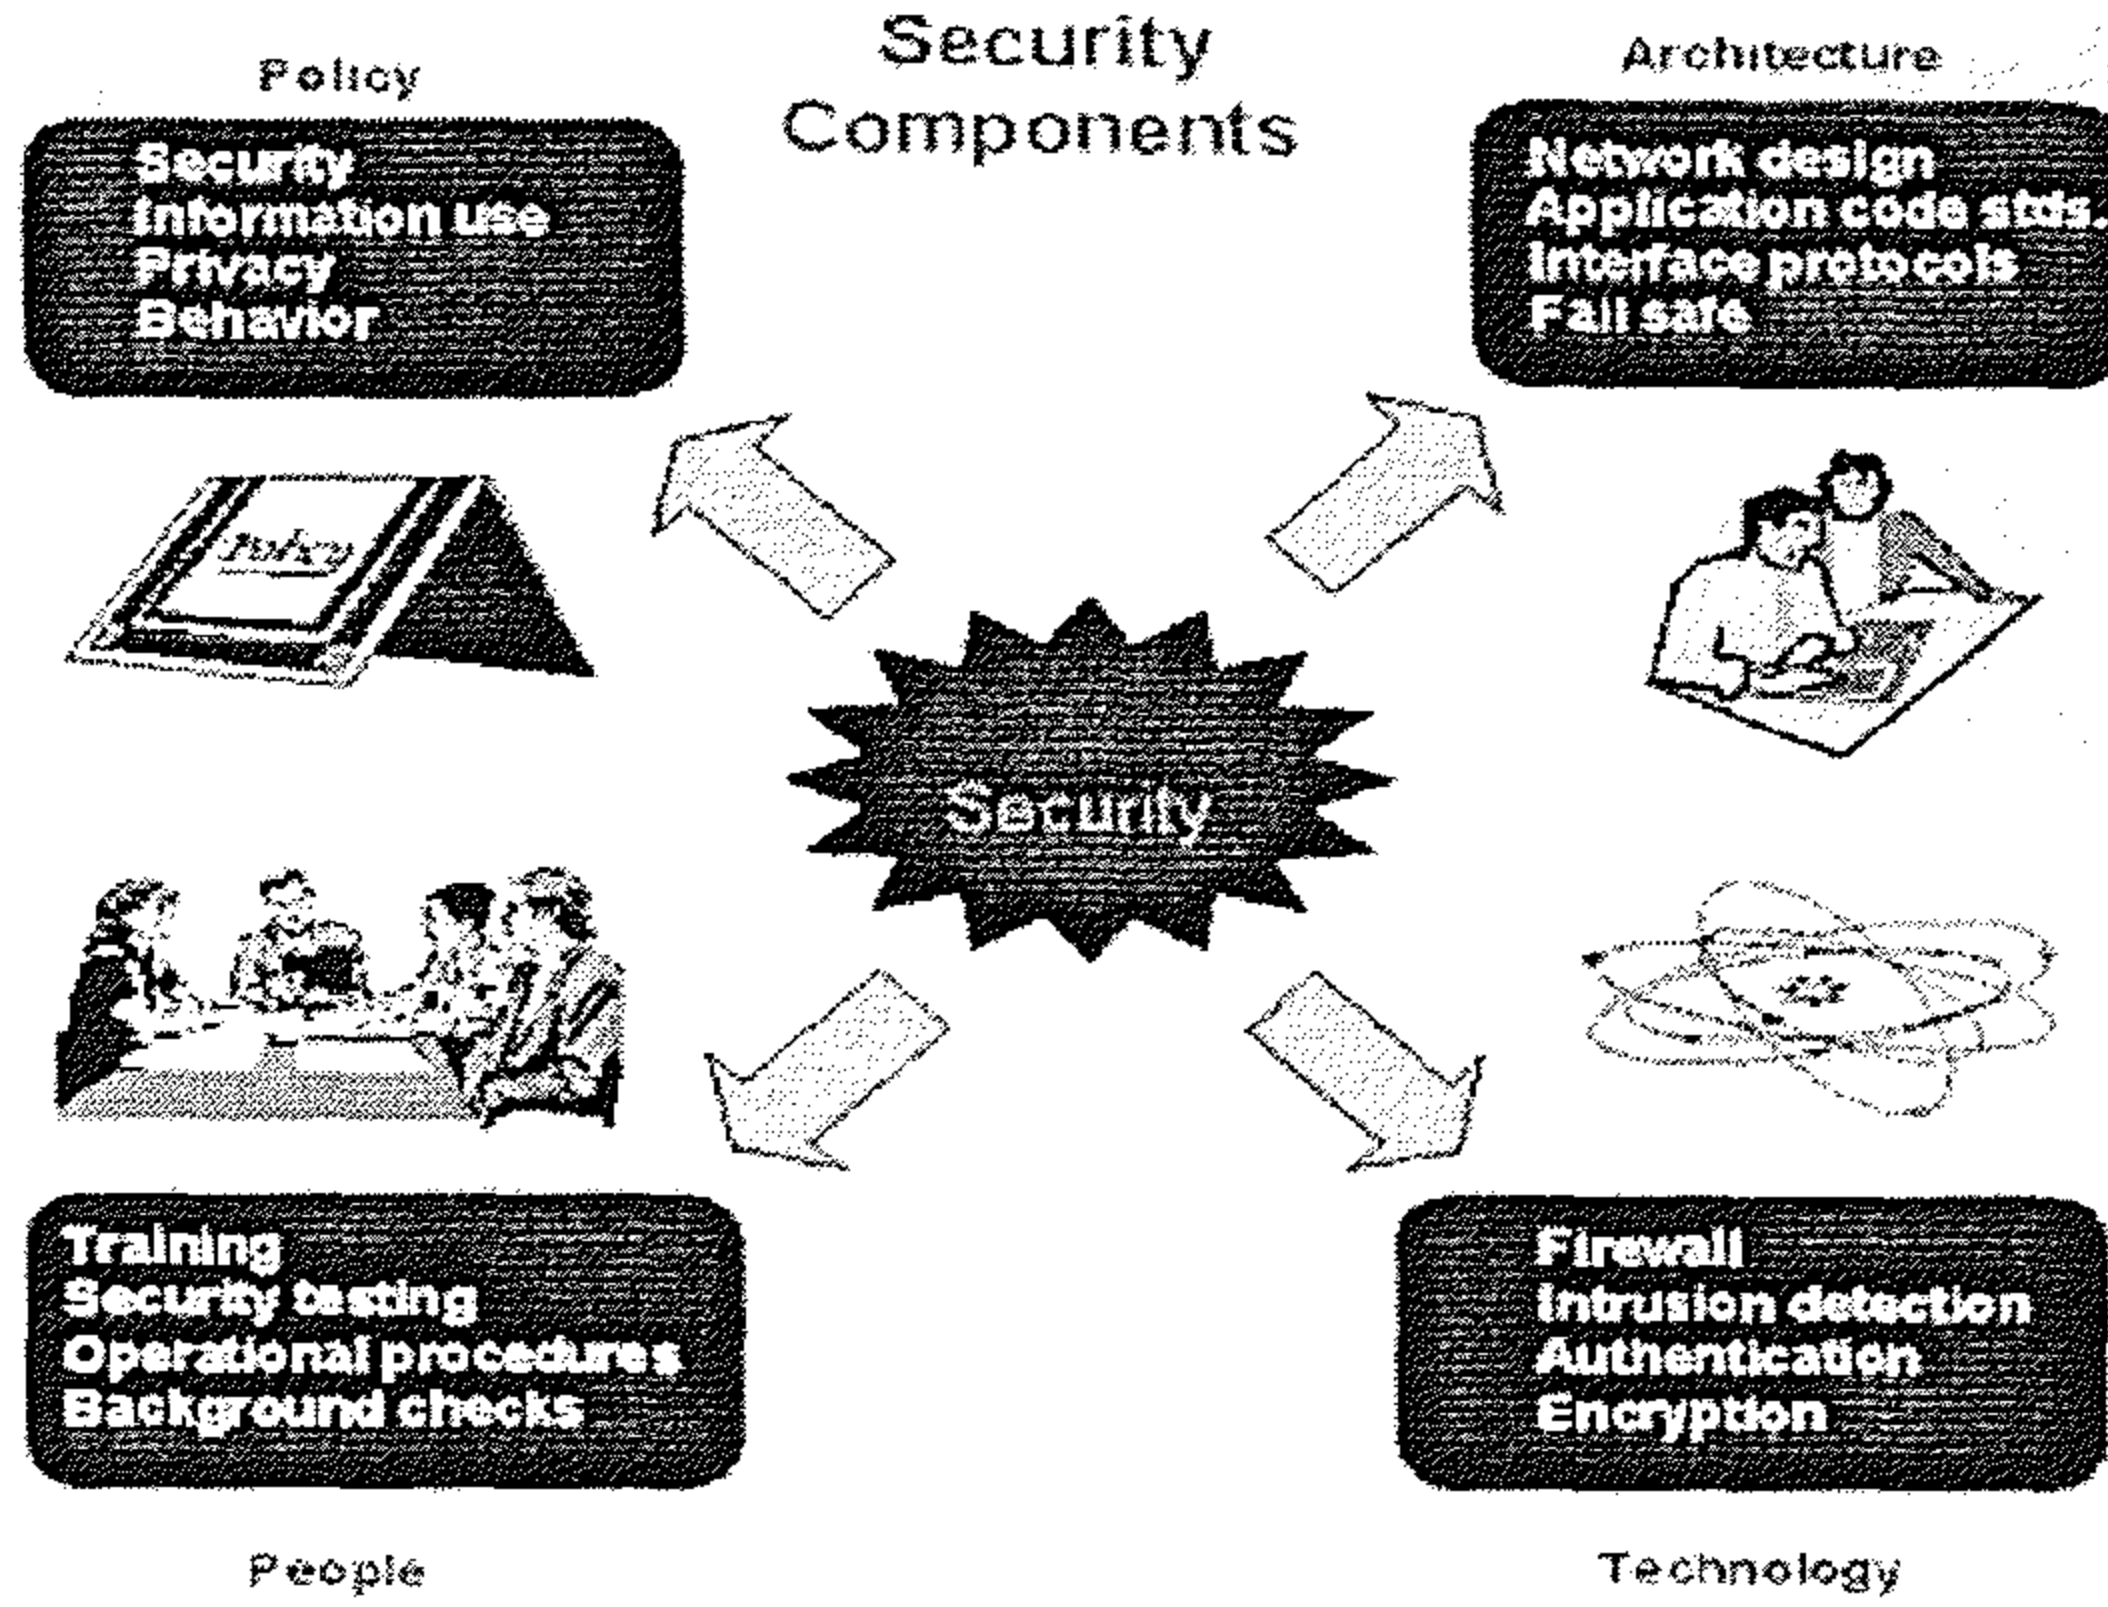 Security
Components
Policy
Security
Information use
Privacy
Behavior
Architecture
Network design
Application code stds.
Interface protocols
Fail safe
Policy
Security
Training
Security testing
Operational procedures
Background checks
People
Firewall
Intrusion detection
Authentication
Encryption
Technology